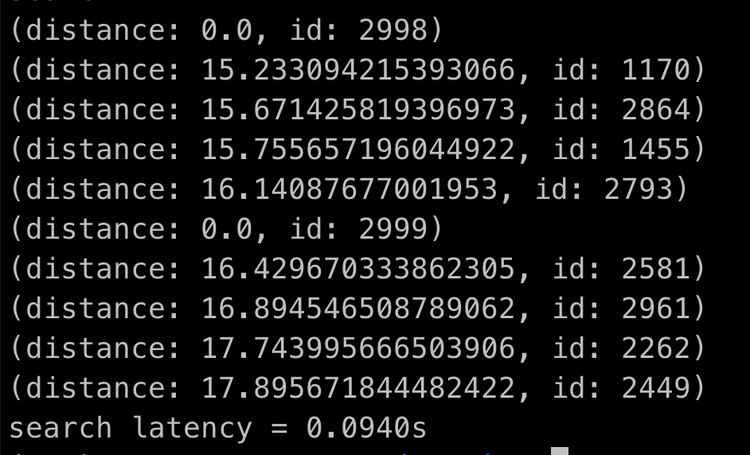 (distance: 0.0, id: 2998)
(distance: 15.233094215393066, id: 1170)
(distance: 15.671425819396973, id: 2864)
(distance: 15.755657196044922, id: 1455)
(distance: 16.14087677001953, id: 2793)
(distance: 0.0, id: 2999)
(distance: 16.429670333862305, id: 2581)
(distance: 16.894546508789062, id: 2961)
(distance: 17.743995666503906, id: 2262)
(distance: 17.895671844482422, id: 2449)
search latency = 0.0940s